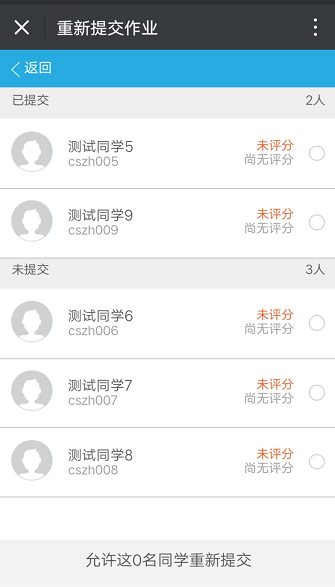 重新提交作业
返回
已提交 2人
测试同学5 未评分
cszh005 尚无评分
测试同学9 未评分
cszh009 尚无评分
未提交 3人
测试同学6 未评分
cszh006 尚无评分
测试同学7 未评分
cszh007 尚无评分
测试同学8 未评分
cszh008 尚无评分
允许这0名同学重新提交